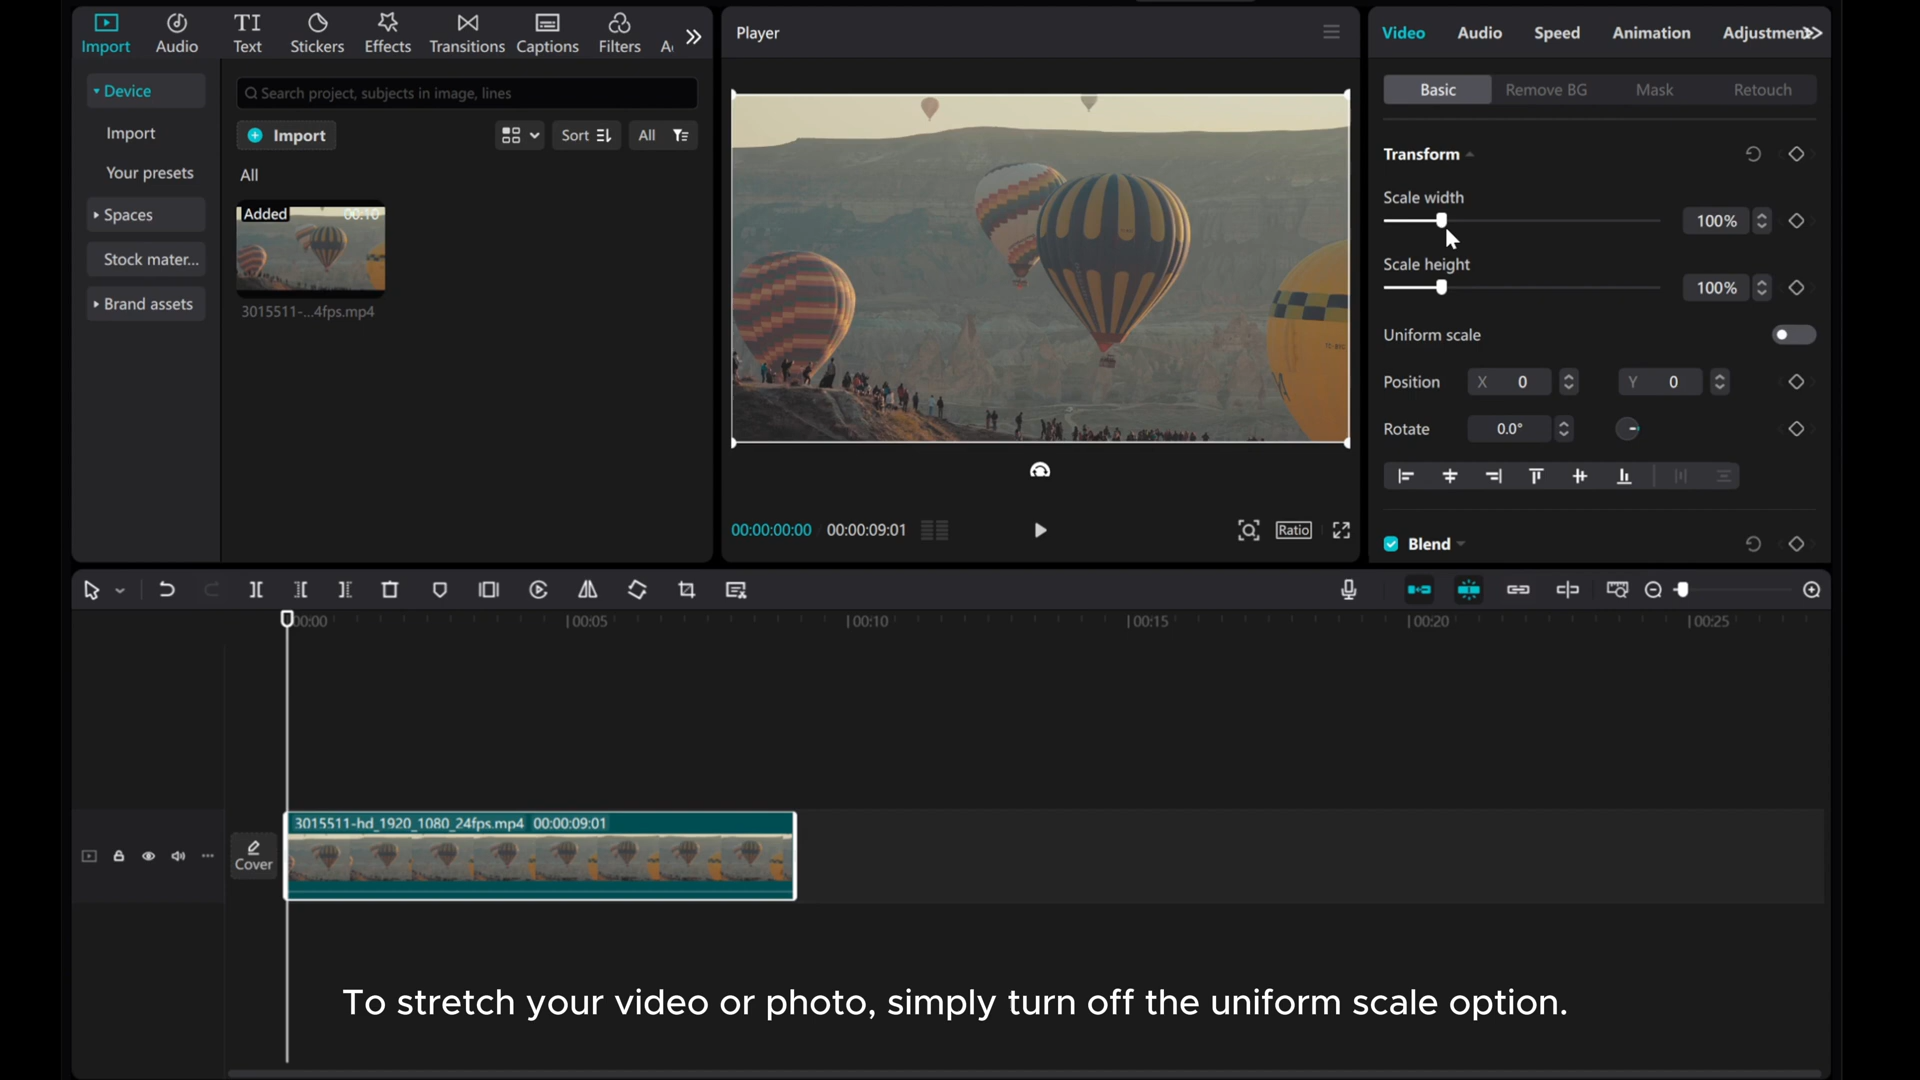 Import
Audio
TI
Text
Stickers
Effects
Transitions
Captions
Filters
Player
Video
Audio
Speed
Animation
Adjustment
Device
Import
Your presets
Spaces
Stock mater...
Brand assets
Search project, subjects in image, lines
Import
Sort
All
All
Added
00:10
3015511-...4fps.mp4
00:00:00:00
00:00:09:01
Ratio
Basic
Remove BG
Mask
Retouch
Transform
Scale width
100%
Scale height
100%
Uniform scale
Position
X
0
Y
0
Rotate
0.0°
Blend
00:00
00:05
00:10
00:15
00:20
00:25
Cover
3015511-hd_1920_1080_24fps.mp4 00:00:09:01
To stretch your video or photo, simply turn off the uniform scale option.